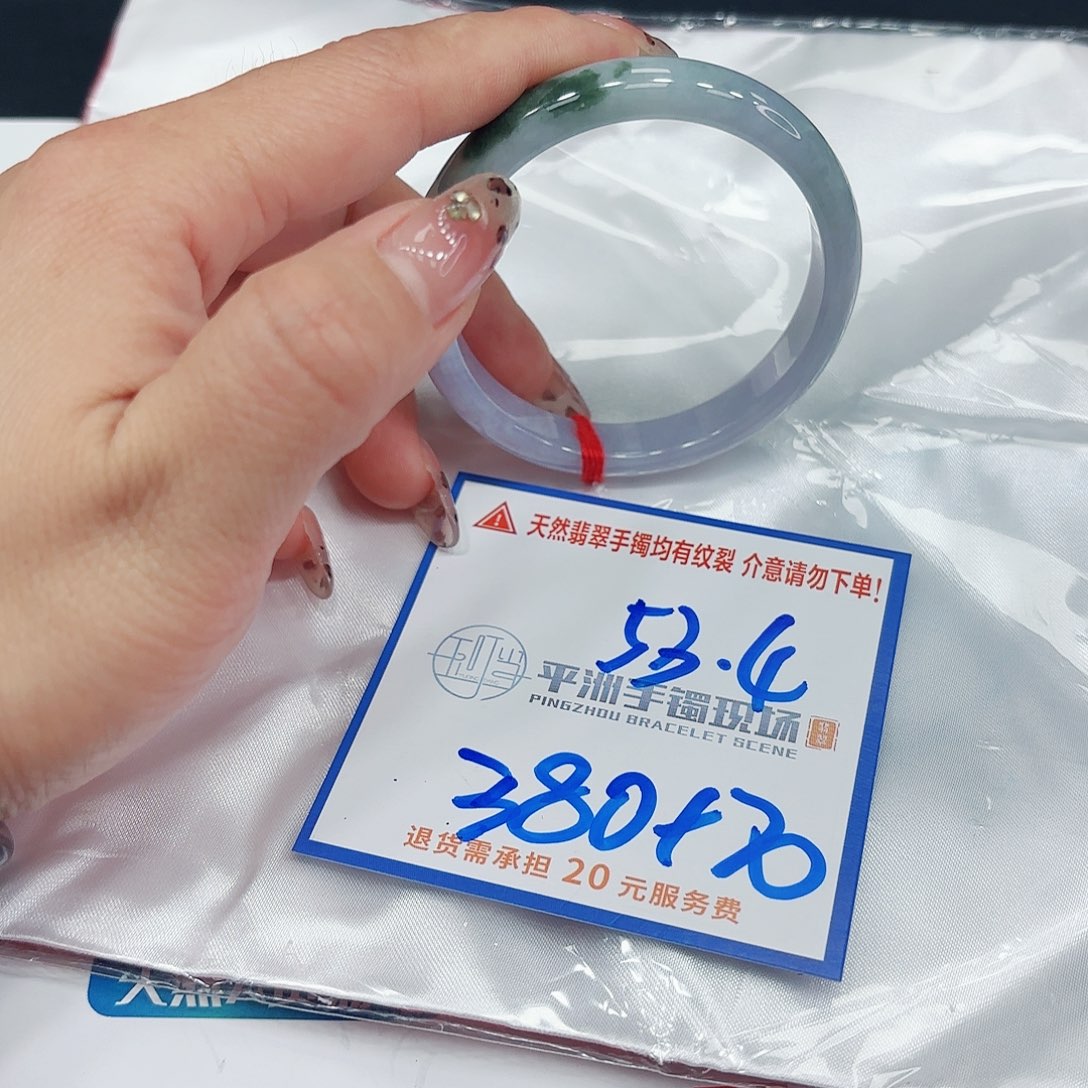 天然翡翠手镯均有纹裂 介意请勿下单!
53.4
平洲手镯现场
PINGZHOU BRACELET SCENE
380+70
退货需承担 20 元服务费